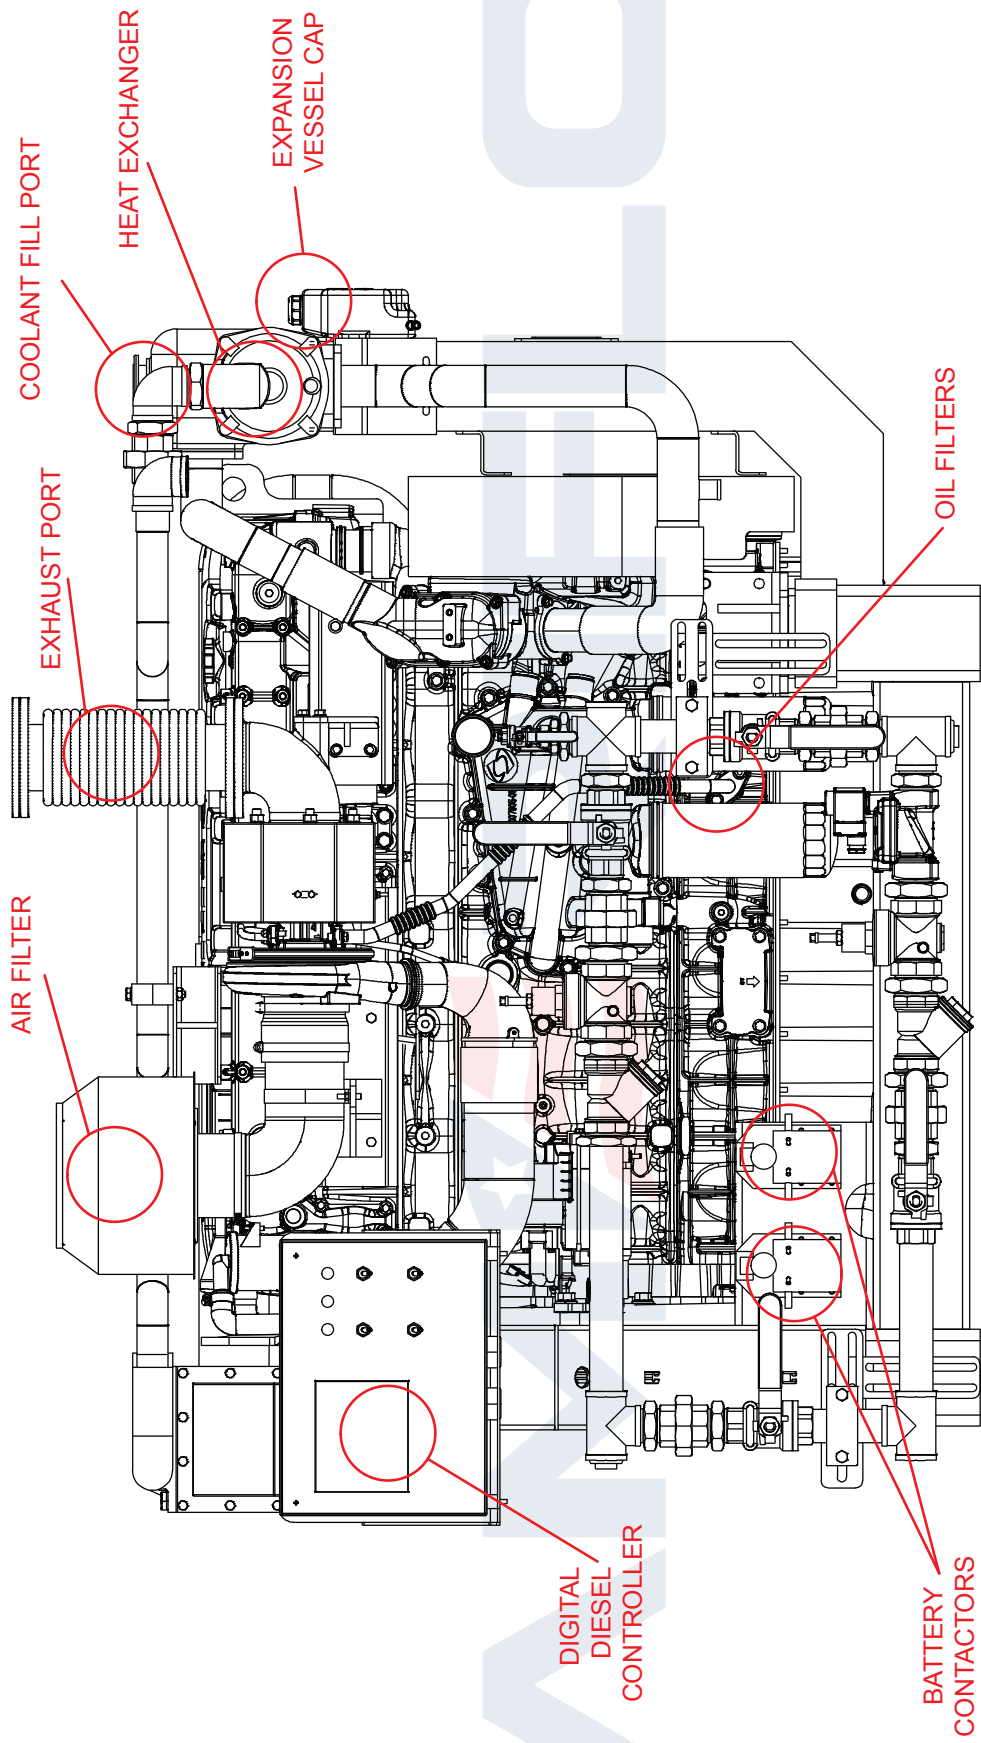 COOLANT FILL PORT
HEAT EXCHANGER
EXPANSION
VESSEL CAP
EXHAUST PORT
AIR FILTER
OIL FILTERS
DIGITAL
DIESEL
CONTROLLER
BATTERY
CONTACTORS